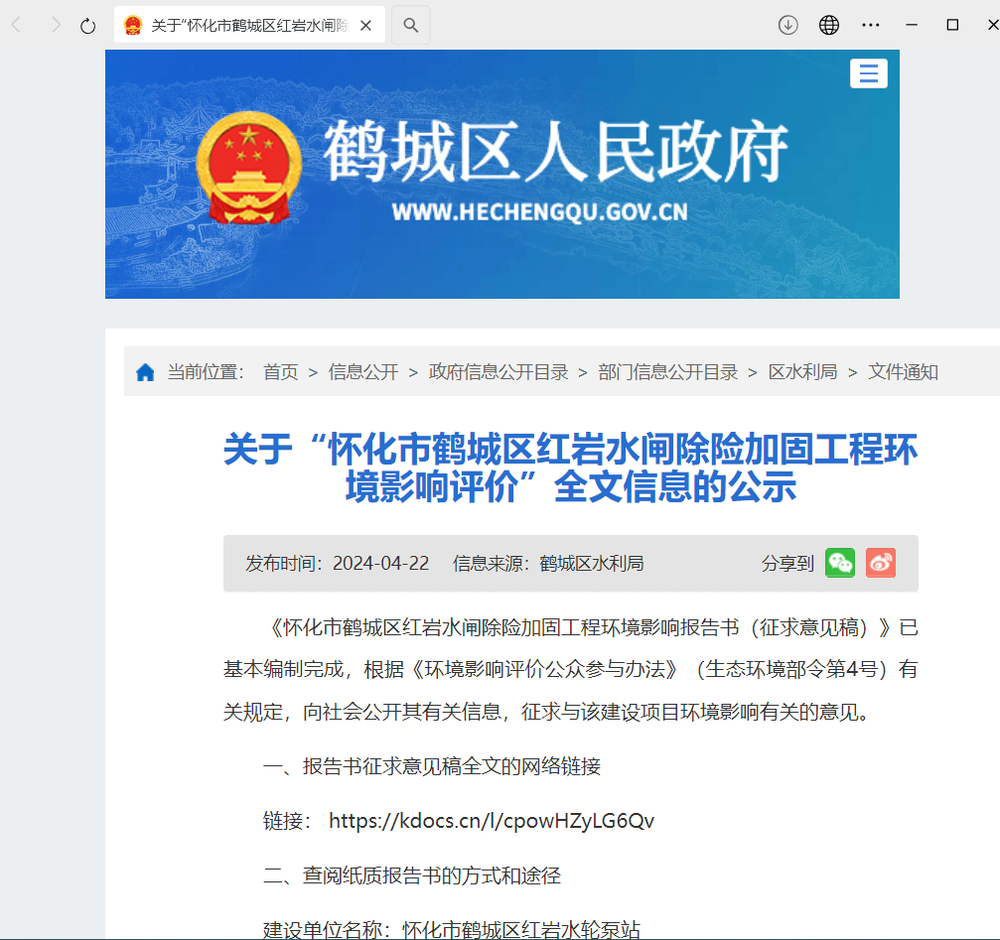 关于“怀化市鹤城区红岩水闸除
鹤城区人民政府
WWW.HECHENGQU.GOV.CN
当前位置： 首页 > 信息公开 > 政府信息公开目录 > 部门信息公开目录 > 区水利局 > 文件通知
关于“怀化市鹤城区红岩水闸除险加固工程环
境影响评价”全文信息的公示
发布时间：2024-04-22 信息来源：鹤城区水利局 分享到
《怀化市鹤城区红岩水闸除险加固工程环境影响报告书（征求意见稿）》已
基本编制完成，根据《环境影响评价公众参与办法》（生态环境部令第4号）有
关规定，向社会公开其有关信息，征求与该建设项目环境影响有关的意见。
一、报告书征求意见稿全文的网络链接
链接： https://kdocs.cn/l/cpowHZyLG6Qv
二、查阅纸质报告书的方式和途径
建设单位名称：怀化市鹤城区红岩水轮泵站